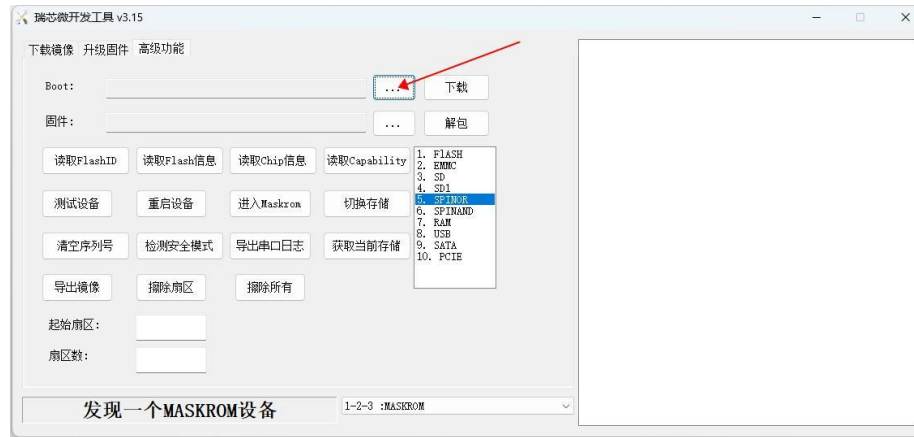 瑞芯微开发工具 v3.15
下载镜像 升级固件 高级功能
Boot: ... 下载
固件: ... 解包
读取FlashID 读取Flash信息 读取Chip信息 读取Capability
测试设备 重启设备 进入Maskrom 切换存储
清空序列号 检测安全模式 导出串口日志 获取当前存储
导出镜像 擦除扇区 擦除所有
1. FlASH
2. EMMC
3. SD
4. SD1
5. SPINOR
6. SPINAND
7. RAM
8. USB
9. SATA
10. PCIE
起始扇区:
扇区数:
发现一个MASKROM设备 1-2-3 :MASKROM